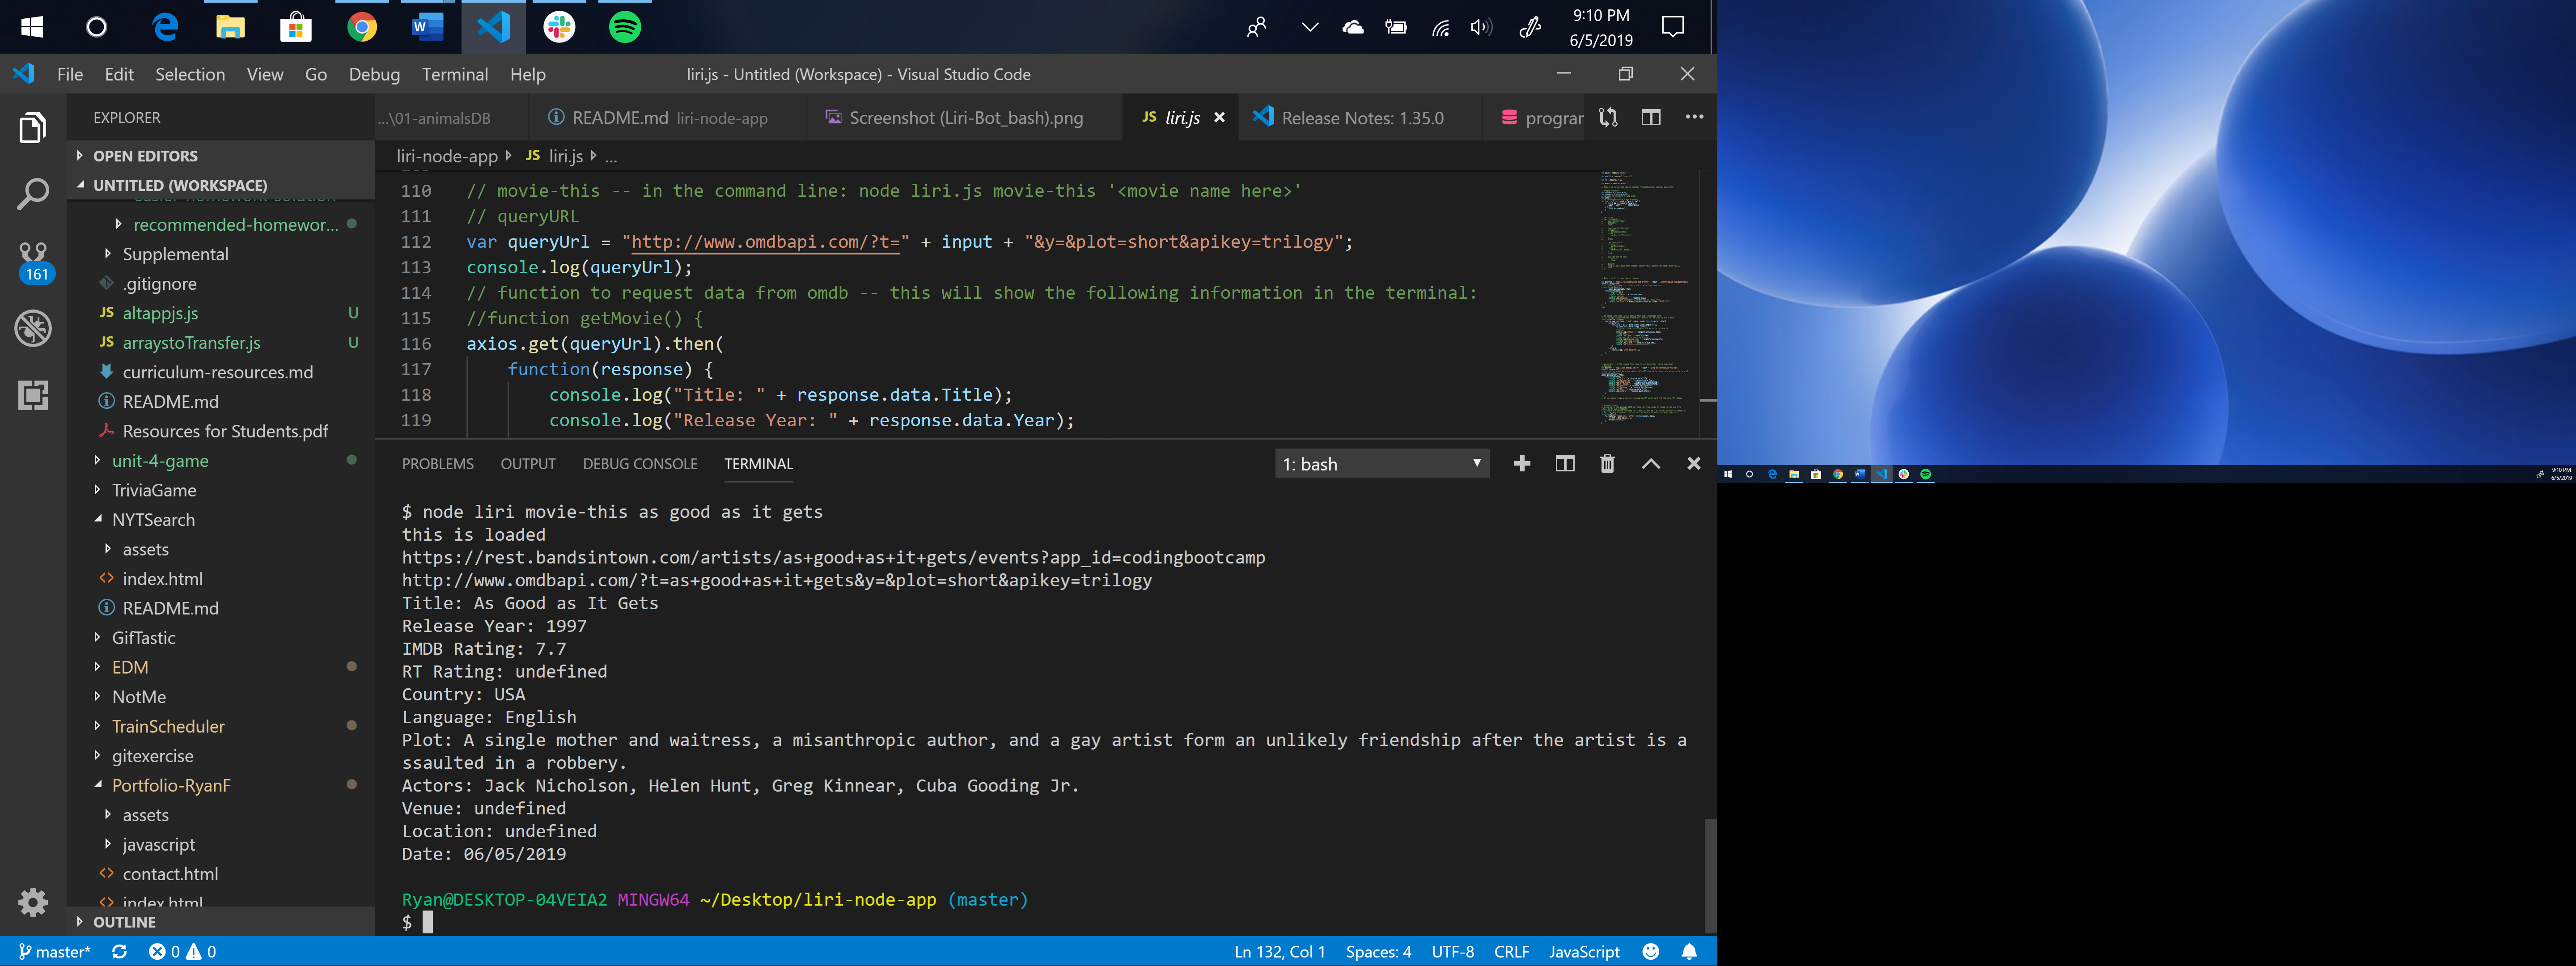 9:10 PM
6/5/2019
File Edit Selection View Go Debug Terminal Help
liri.js - Untitled (Workspace) - Visual Studio Code
EXPLORER
...\01-animalsDB
README.md liri-node-app
Screenshot (Liri-Bot_bash).png
JS liri.js
Release Notes: 1.35.0
OPEN EDITORS
UNTITLED (WORKSPACE)
recommended-homewor...
Supplemental
.gitignore
JS altappjs.js U
JS arraystoTransfer.js U
curriculum-resources.md
README.md
Resources for Students.pdf
unit-4-game
TriviaGame
NYTSearch
assets
index.html
README.md
GifTastic
EDM
NotMe
TrainScheduler
gitexercise
Portfolio-RyanF
assets
javascript
contact.html
index.html
OUTLINE
161
liri-node-app JS liri.js ...
110 // movie-this -- in the command line: node liri.js movie-this '<movie name here>'
111 // queryURL
112 var queryUrl = "http://www.omdbapi.com/?t=" + input + "&y=&plot=short&apikey=trilogy";
113 console.log(queryUrl);
114 // function to request data from omdb -- this will show the following information in the terminal:
115 //function getMovie() {
116 axios.get(queryUrl).then(
117 function(response) {
118 console.log("Title: " + response.data.Title);
119 console.log("Release Year: " + response.data.Year);
PROBLEMS OUTPUT DEBUG CONSOLE TERMINAL
1: bash
$ node liri movie-this as good as it gets
this is loaded
https://rest.bandsintown.com/artists/as+good+as+it+gets/events?app_id=codingbootcamp
http://www.omdbapi.com/?t=as+good+as+it+gets&y=&plot=short&apikey=trilogy
Title: As Good as It Gets
Release Year: 1997
IMDB Rating: 7.7
RT Rating: undefined
Country: USA
Language: English
Plot: A single mother and waitress, a misanthropic author, and a gay artist form an unlikely friendship after the artist is a
ssaulted in a robbery.
Actors: Jack Nicholson, Helen Hunt, Greg Kinnear, Cuba Gooding Jr.
Venue: undefined
Location: undefined
Date: 06/05/2019
Ryan@DESKTOP-04VEIA2 MINGW64 ~/Desktop/liri-node-app (master)
$
master* 0 0
Ln 132, Col 1 Spaces: 4 UTF-8 CRLF JavaScript
9:10 PM
6/5/2019